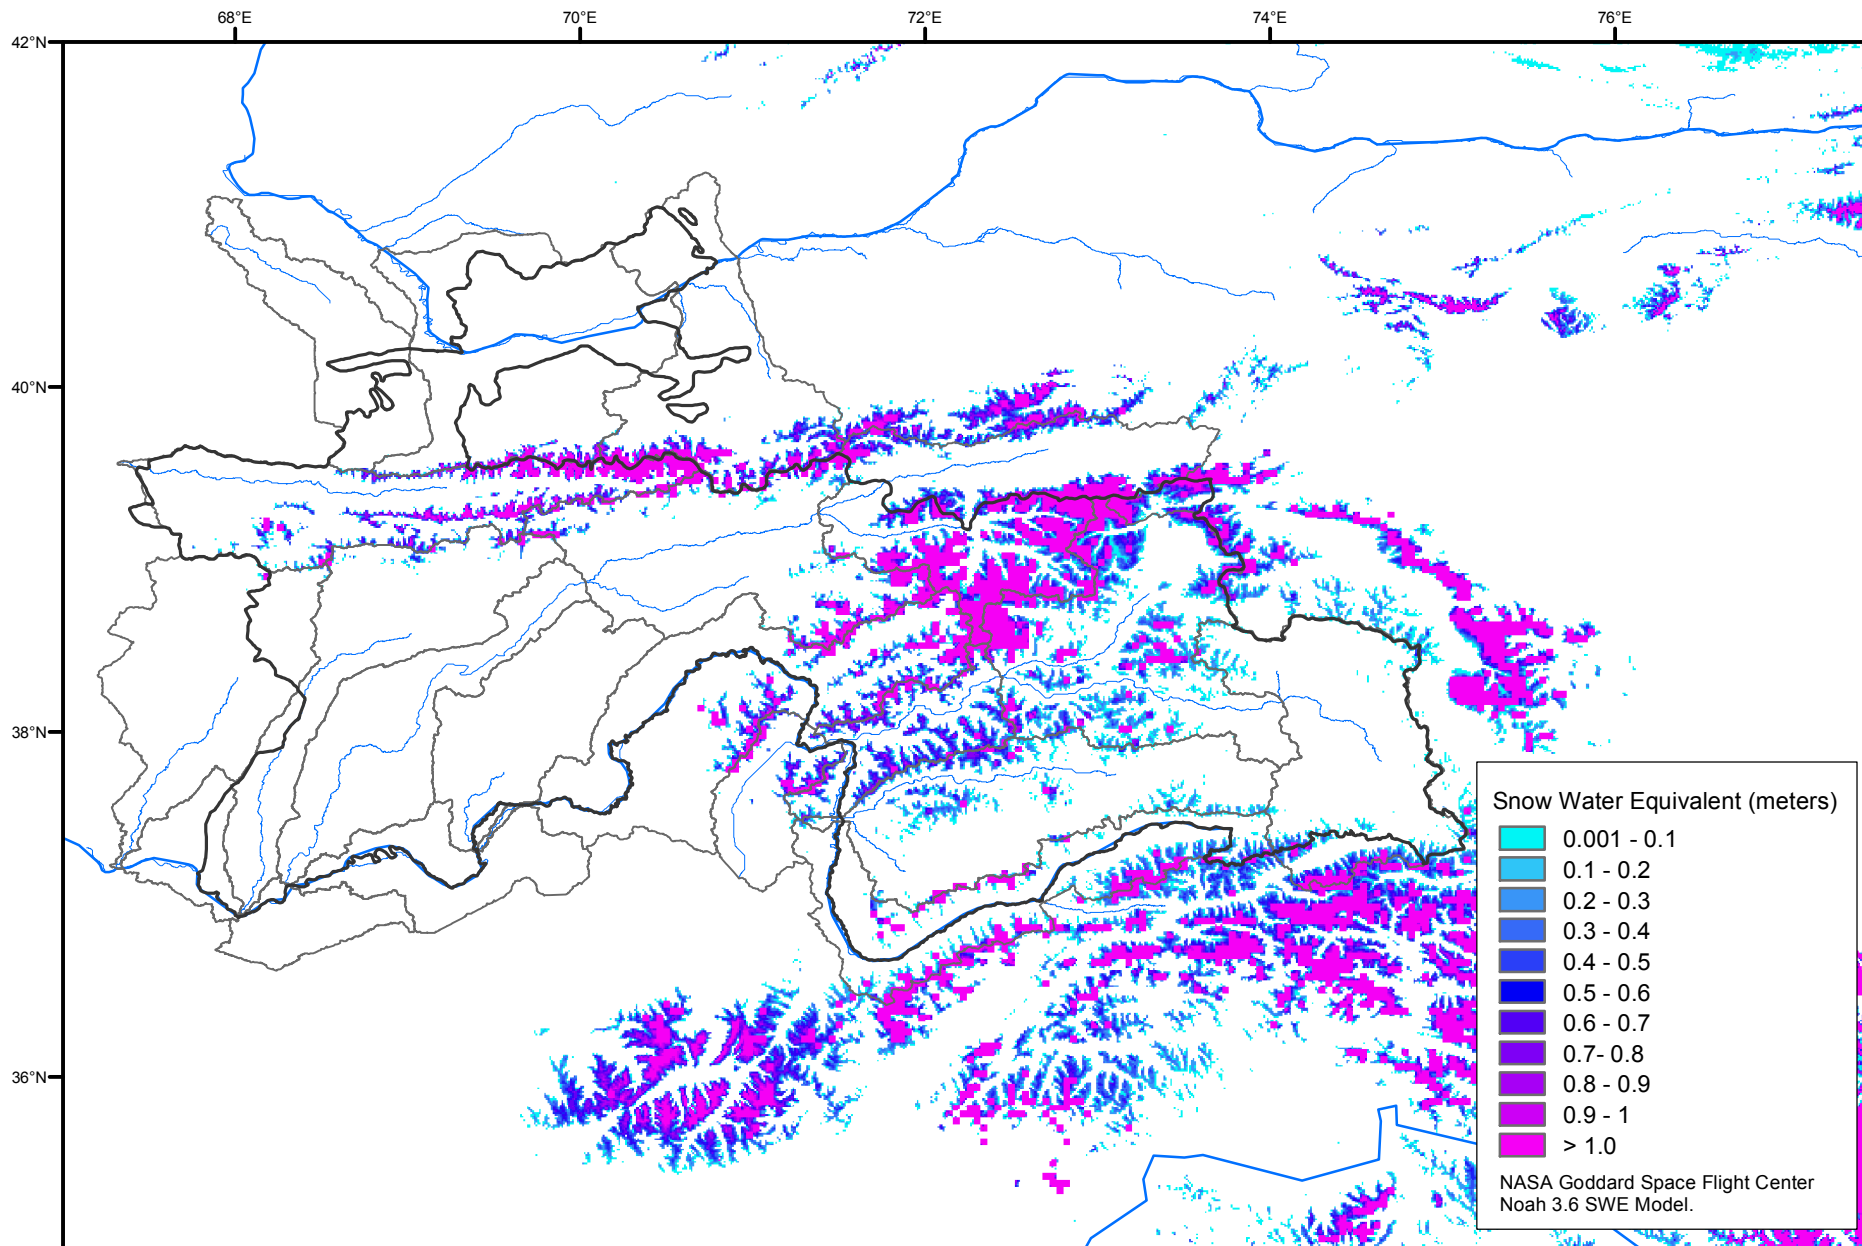 68°E 70°E 72°E 74°E 76°E
42°N
40°N
38°N
36°N
Snow Water Equivalent (meters)
0.001 - 0.1
0.1 - 0.2
0.2 - 0.3
0.3 - 0.4
0.4 - 0.5
0.5 - 0.6
0.6 - 0.7
0.7- 0.8
0.8 - 0.9
0.9 - 1
> 1.0
NASA Goddard Space Flight Center
Noah 3.6 SWE Model.